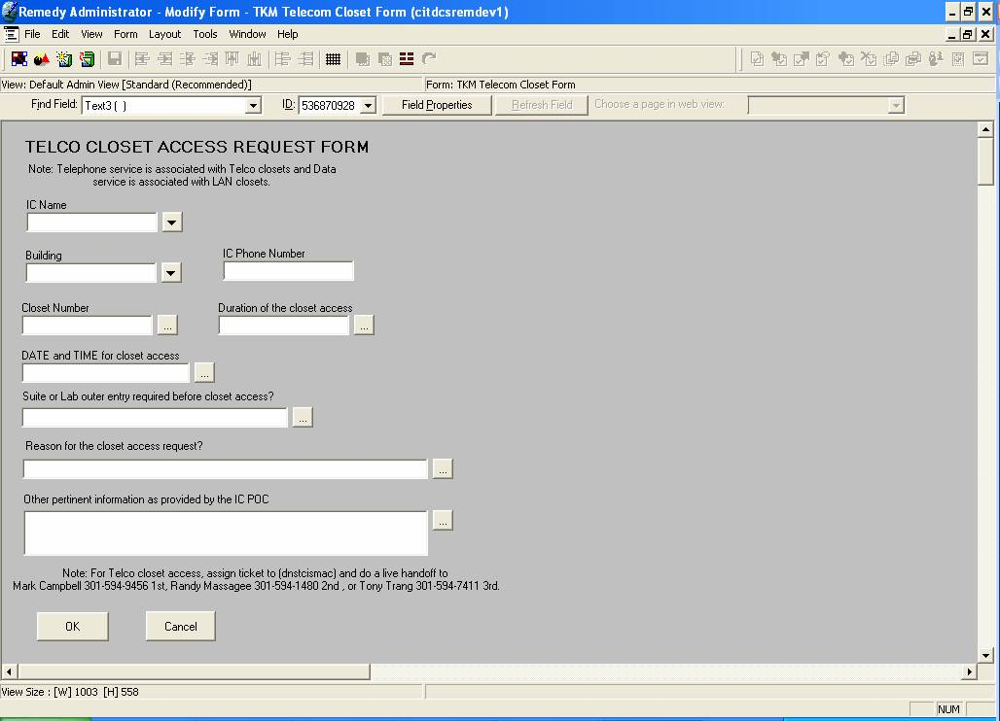 Remedy Administrator - Modify Form - TKM Telecom Closet Form (citdcsremdev1)
File Edit View Form Layout Tools Window Help
View: Default Admin View [Standard (Recommended)] Form: TKM Telecom Closet Form
Find Field: Text3 ( ) ID: 536870928 Field Properties Refresh Field Choose a page in web view:
TELCO CLOSET ACCESS REQUEST FORM
Note: Telephone service is associated with Telco closets and Data
service is associated with LAN closets.
IC Name
Building IC Phone Number
Closet Number Duration of the closet access
... ...
DATE and TIME for closet access
...
Suite or Lab outer entry required before closet access?
...
Reason for the closet access request?
...
Other pertinent information as provided by the IC POC
...
Note: For Telco closet access, assign ticket to (dnstcismac) and do a live handoff to
Mark Campbell 301-594-9456 1st, Randy Massagee 301-594-1480 2nd , or Tony Trang 301-594-7411 3rd.
OK Cancel
View Size : [W] 1003 [H] 558
NUM